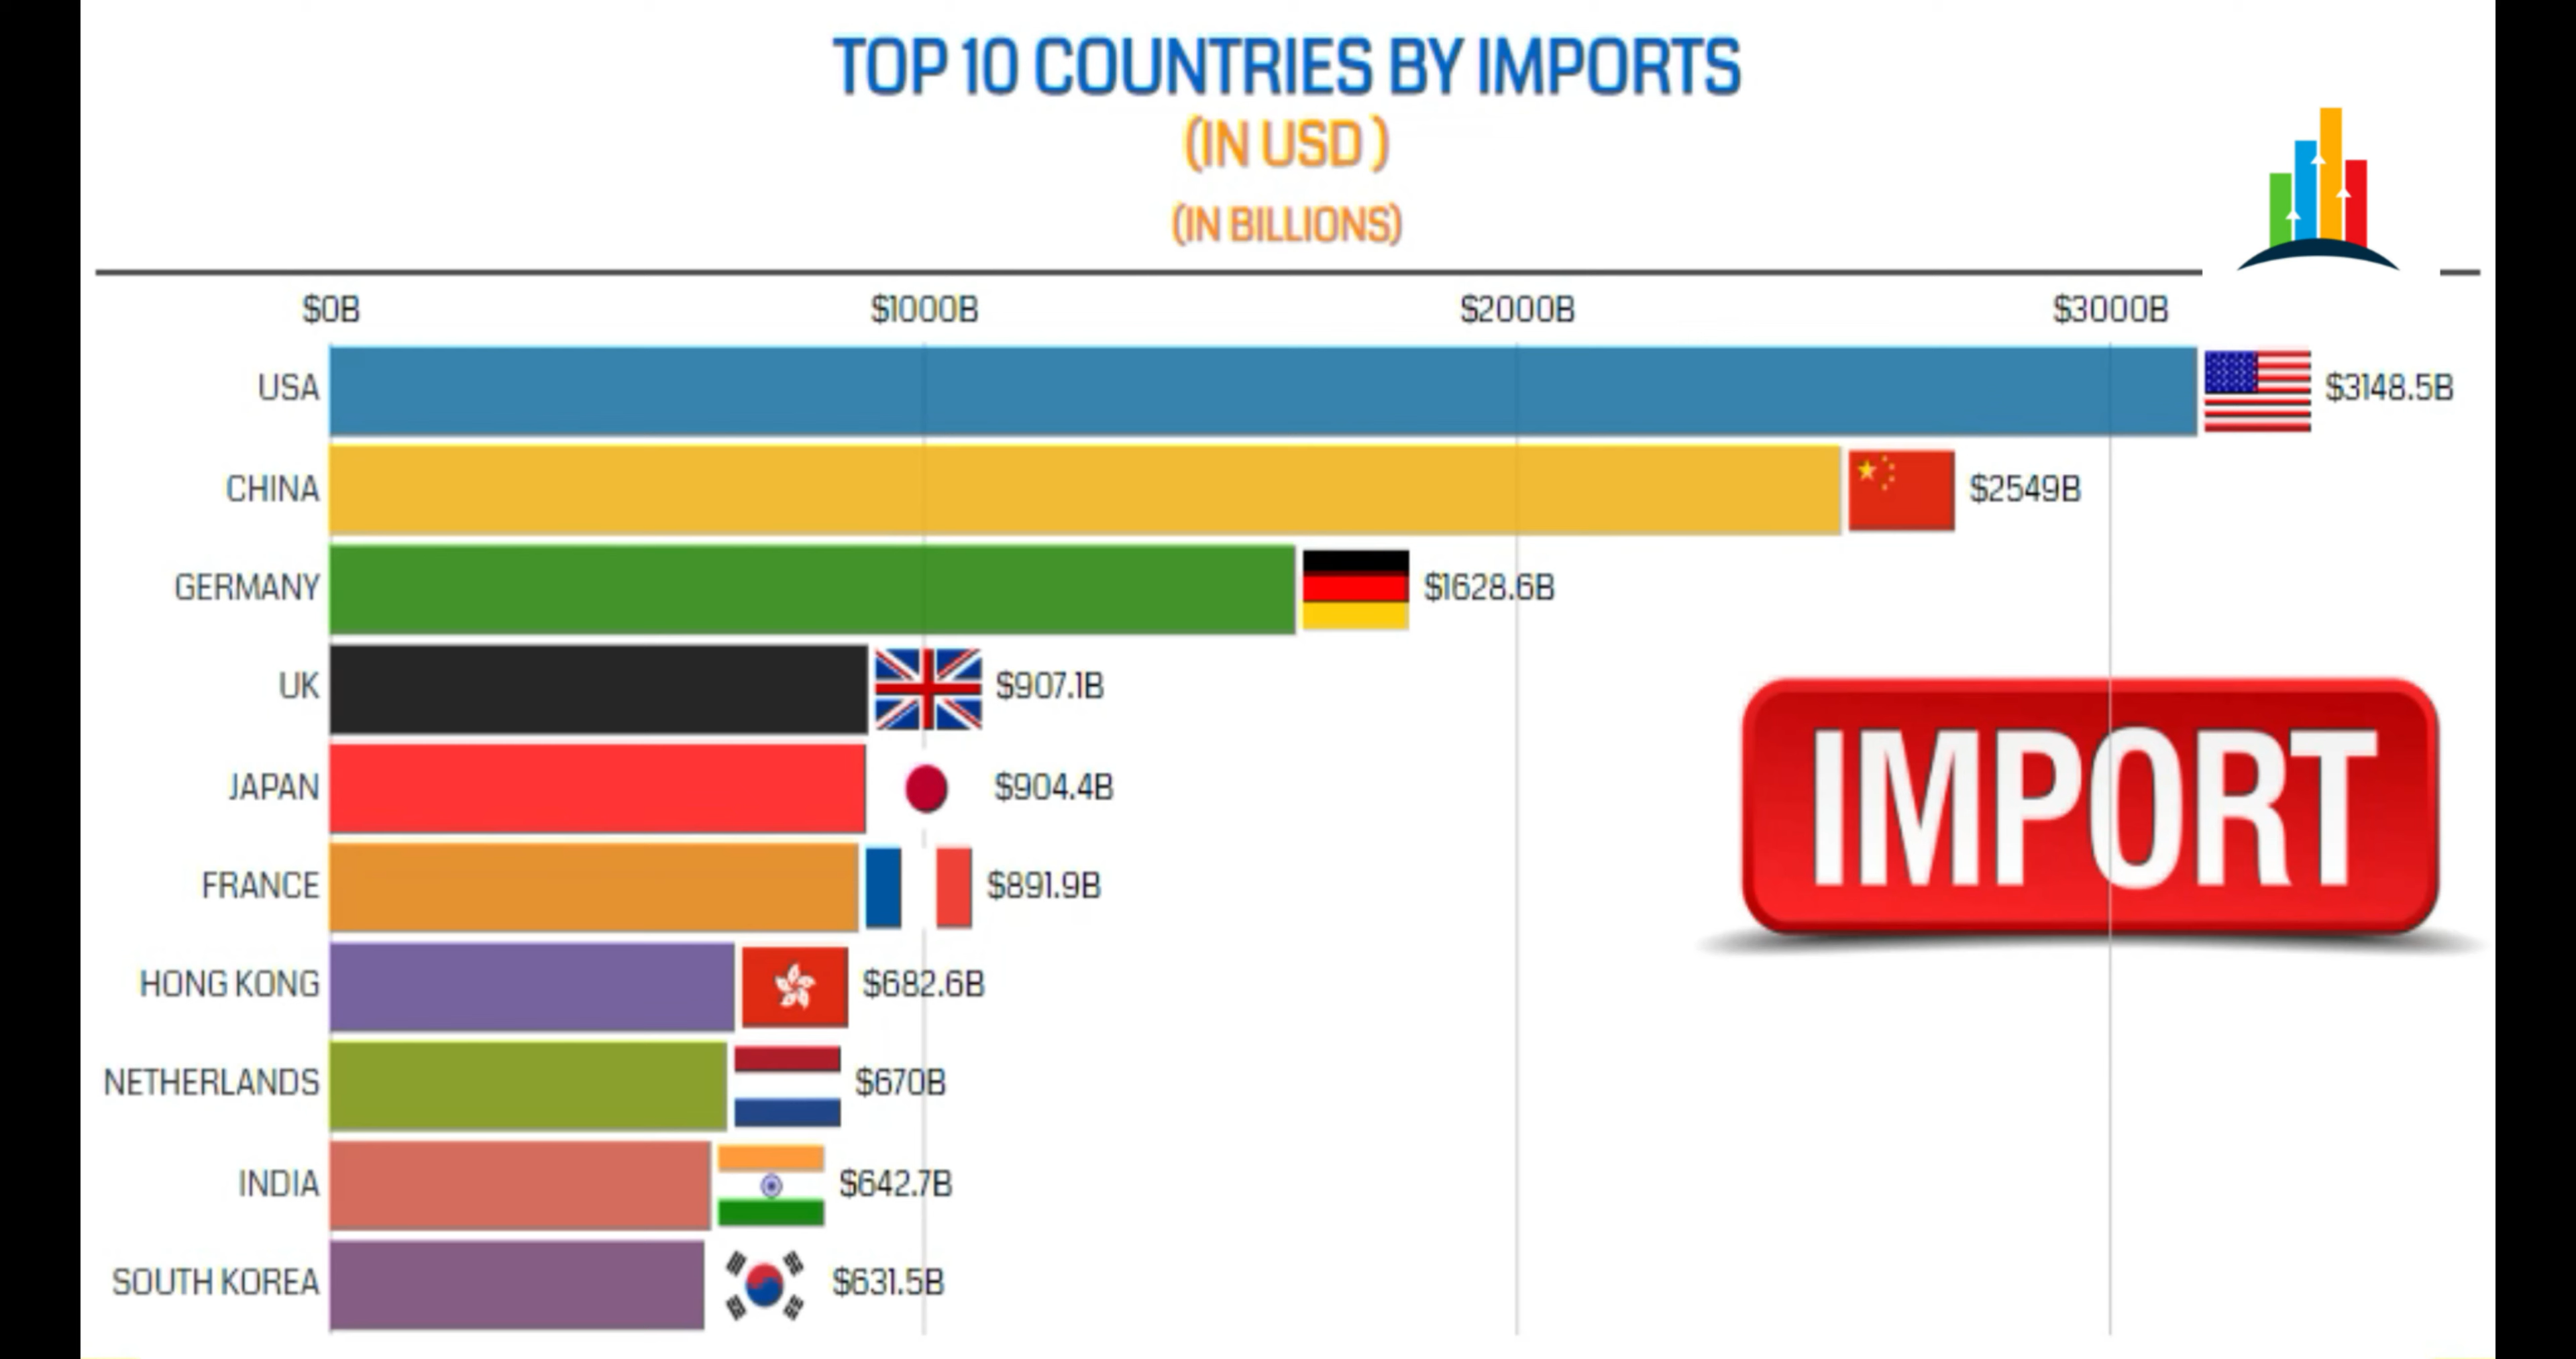 TOP 10 COUNTRIES BY IMPORTS
(IN USD )
(IN BILLIONS)
$0B $1000B $2000B $3000B
USA $3148.5B
CHINA $2549B
GERMANY $1628.6B
UK $907.1B
JAPAN $904.4B
FRANCE $891.9B
HONG KONG $682.6B
NETHERLANDS $670B
INDIA $642.7B
SOUTH KOREA $631.5B
IMPORT